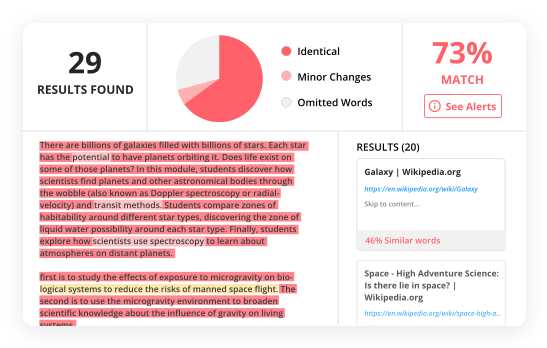 29
RESULTS FOUND
Identical
Minor Changes
Omitted Words
73%
MATCH
See Alerts
There are billions of galaxies filled with billions of stars. Each star
has the potential to have planets orbiting it. Does life exist on
some of those planets? In this module, students discover how
scientists find planets and other astronomical bodies through
the wobble (also known as Doppler spectroscopy or radial-
velocity) and transit methods. Students compare zones of
habitability around different star types, discovering the zone of
liquid water possibility around each star type. Finally, students
explore how scientists use spectroscopy to learn about
atmospheres on distant planets.
first is to study the effects of exposure to microgravity on bio-
logical systems to reduce the risks of manned space flight. The
second is to use the microgravity environment to broaden
scientific knowledge about the influence of gravity on living
systems.
RESULTS (20)
Galaxy | Wikipedia.org
https://en.wikipedia.org/wiki/Galaxy
Skip to content...
46% Similar words
Space - High Adventure Science:
Is there lie in space? |
Wikipedia.org
https://en.wikipedia.org/wiki/space-high-a...